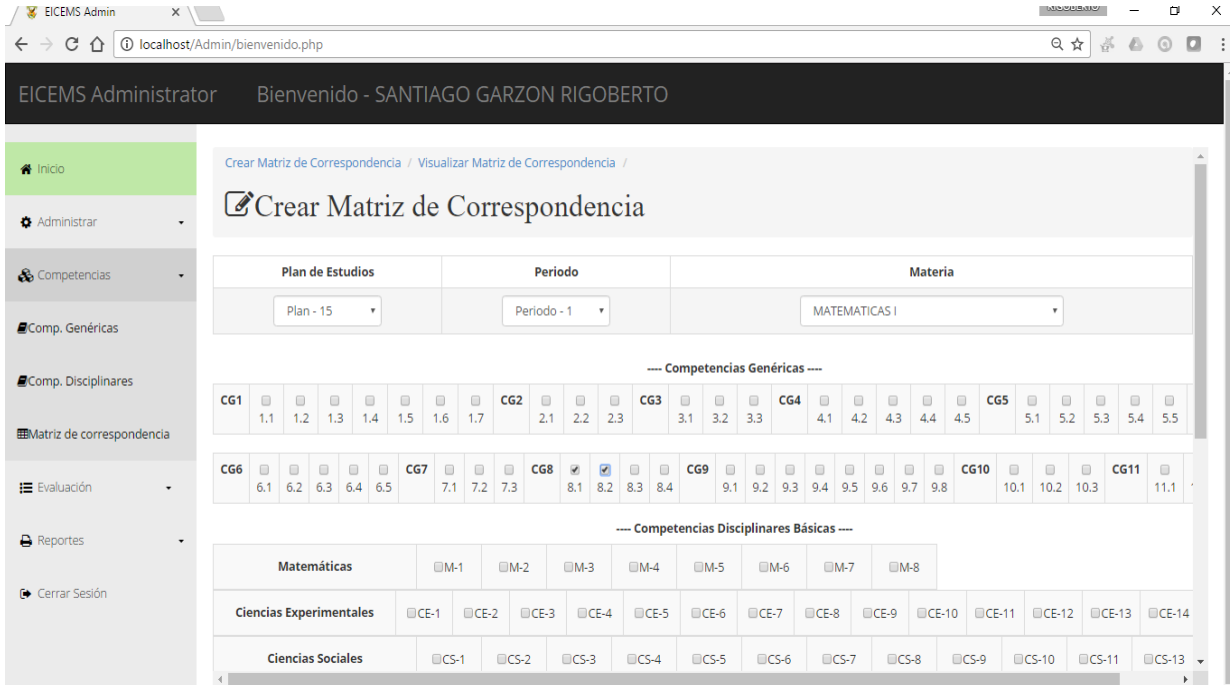 EICEMS Admin
RIGOBERTO
localhost/Admin/bienvenido.php
EICEMS Administrator Bienvenido - SANTIAGO GARZON RIGOBERTO
Inicio
Administrar
Competencias
Comp. Genéricas
Comp. Disciplinares
Matriz de correspondencia
Evaluación
Reportes
Cerrar Sesión
Crear Matriz de Correspondencia / Visualizar Matriz de Correspondencia /
Crear Matriz de Correspondencia
Plan de Estudios Periodo Materia
Plan - 15 Periodo - 1 MATEMATICAS I
---- Competencias Genéricas ----
CG1 1.1 1.2 1.3 1.4 1.5 1.6 1.7 CG2 2.1 2.2 2.3 CG3 3.1 3.2 3.3 CG4 4.1 4.2 4.3 4.4 4.5 CG5 5.1 5.2 5.3 5.4 5.5
CG6 6.1 6.2 6.3 6.4 6.5 CG7 7.1 7.2 7.3 CG8 8.1 8.2 8.3 8.4 CG9 9.1 9.2 9.3 9.4 9.5 9.6 9.7 9.8 CG10 10.1 10.2 10.3 CG11 11.1
---- Competencias Disciplinares Básicas ----
Matemáticas M-1 M-2 M-3 M-4 M-5 M-6 M-7 M-8
Ciencias Experimentales CE-1 CE-2 CE-3 CE-4 CE-5 CE-6 CE-7 CE-8 CE-9 CE-10 CE-11 CE-12 CE-13 CE-14
Ciencias Sociales CS-1 CS-2 CS-3 CS-4 CS-5 CS-6 CS-7 CS-8 CS-9 CS-10 CS-11 CS-13